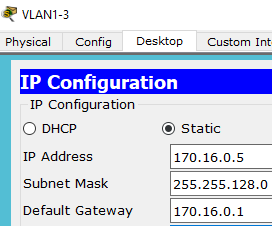 VLAN1-3
Physical Config Desktop Custom Int
IP Configuration
IP Configuration
DHCP Static
IP Address 170.16.0.5
Subnet Mask 255.255.128.0
Default Gateway 170.16.0.1